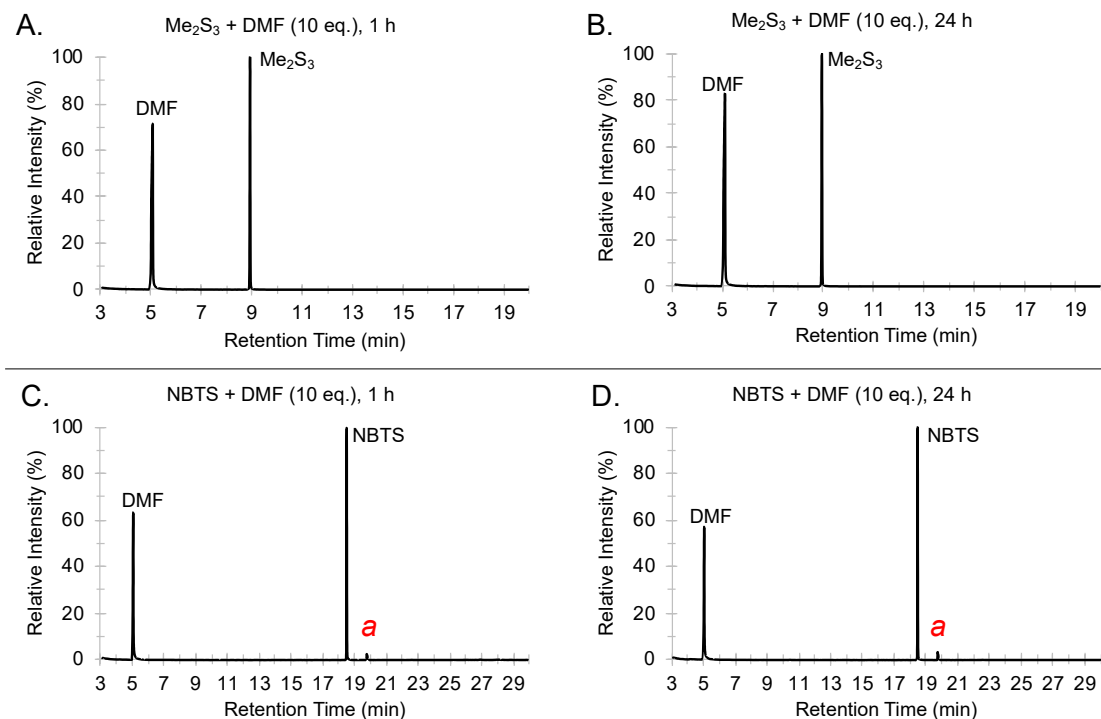 A.
Me₂S₃ + DMF (10 eq.), 1 h
Relative Intensity (%)
100
80
60
40
20
0
DMF
Me₂S₃
3 5 7 9 11 13 15 17 19
Retention Time (min)
B.
Me₂S₃ + DMF (10 eq.), 24 h
Relative Intensity (%)
100
80
60
40
20
0
DMF
Me₂S₃
3 5 7 9 11 13 15 17 19
Retention Time (min)
C.
NBTS + DMF (10 eq.), 1 h
Relative Intensity (%)
100
80
60
40
20
0
DMF
NBTS
a
3 5 7 9 11 13 15 17 19 21 23 25 27 29
Retention Time (min)
D.
NBTS + DMF (10 eq.), 24 h
Relative Intensity (%)
100
80
60
40
20
0
DMF
NBTS
a
3 5 7 9 11 13 15 17 19 21 23 25 27 29
Retention Time (min)